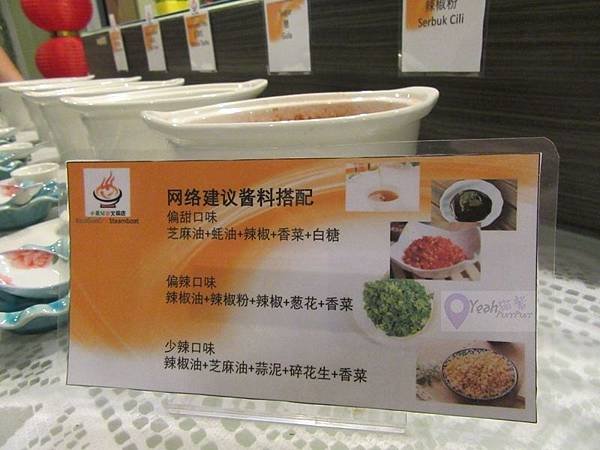 辣椒粉
Serbuk Cili
糖
Gula
网络建议酱料搭配
偏甜口味
芝麻油+蚝油+辣椒+香菜+白糖
偏辣口味
辣椒油+辣椒粉+辣椒+葱花+香菜
少辣口味
辣椒油+芝麻油+蒜泥+碎花生+香菜
SteamBoat
Yeah